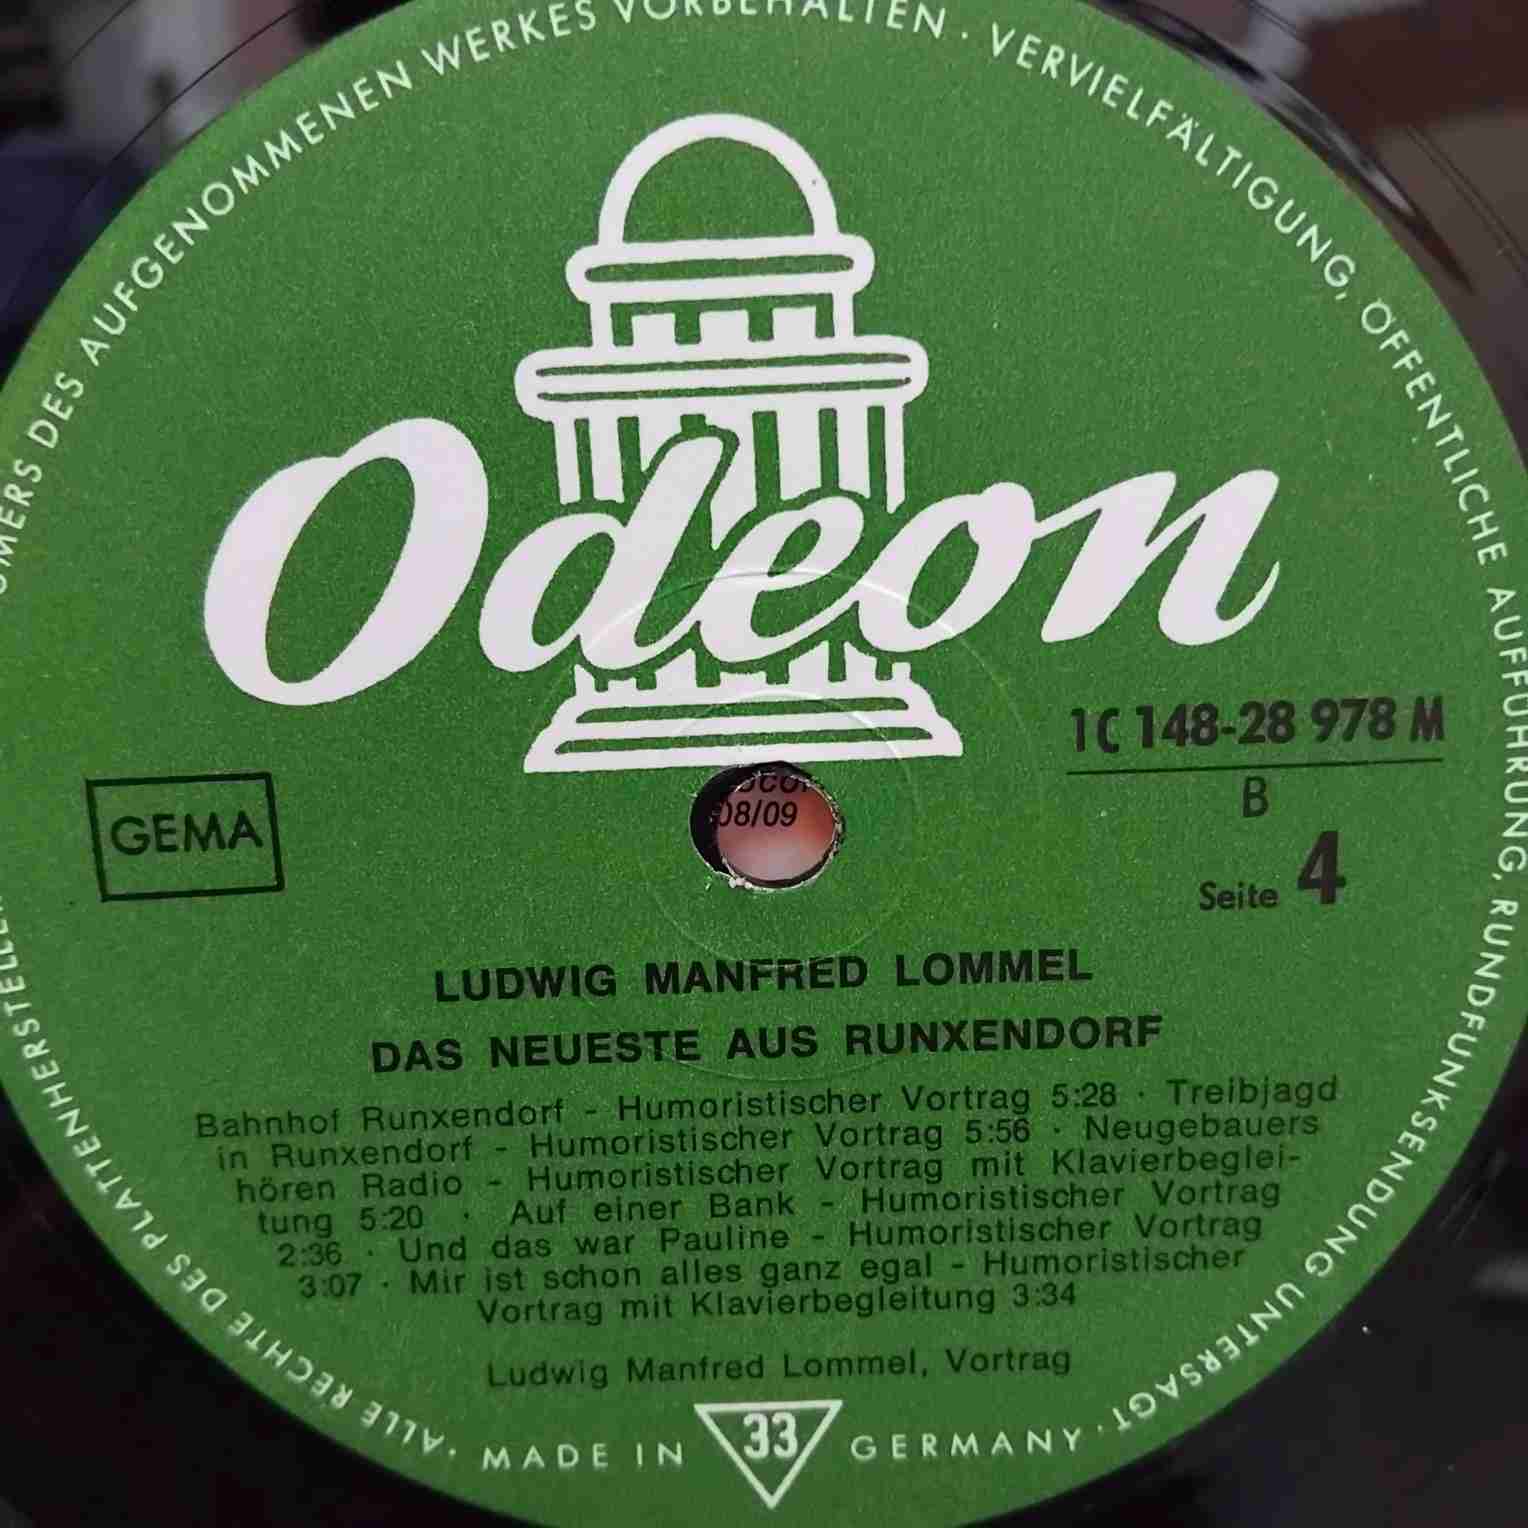 ALLE RECHTE DES PLATTENHERSTELLERS DES AUFGENOMMENEN WERKES VORBEHALTEN · VERVIELFÄLTIGUNG, ÖFFENTLICHE AUFFÜHRUNG, RUNDFUNKSENDUNG UNTERSAGT ·
Odeon
1C 148-28 978 M
B
Seite 4
GEMA
08/09
LUDWIG MANFRED LOMMEL
DAS NEUESTE AUS RUNXENDORF
Bahnhof Runxendorf - Humoristischer Vortrag 5:28 · Treibjagd
in Runxendorf - Humoristischer Vortrag 5:56 · Neugebauers
hören Radio - Humoristischer Vortrag mit Klavierbeglei-
tung 5:20 · Auf einer Bank - Humoristischer Vortrag
2:36 · Und das war Pauline - Humoristischer Vortrag
3:07 · Mir ist schon alles ganz egal - Humoristischer
Vortrag mit Klavierbegleitung 3:34
Ludwig Manfred Lommel, Vortrag
· MADE IN 33 GERMANY ·